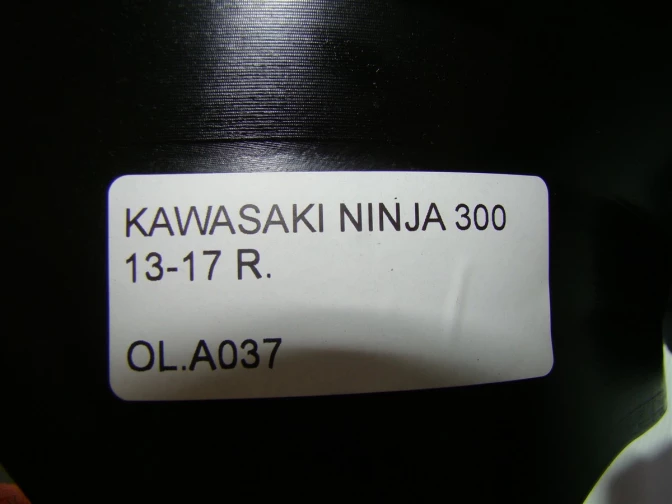 KAWASAKI NINJA 300
13-17 R.
OL.A037